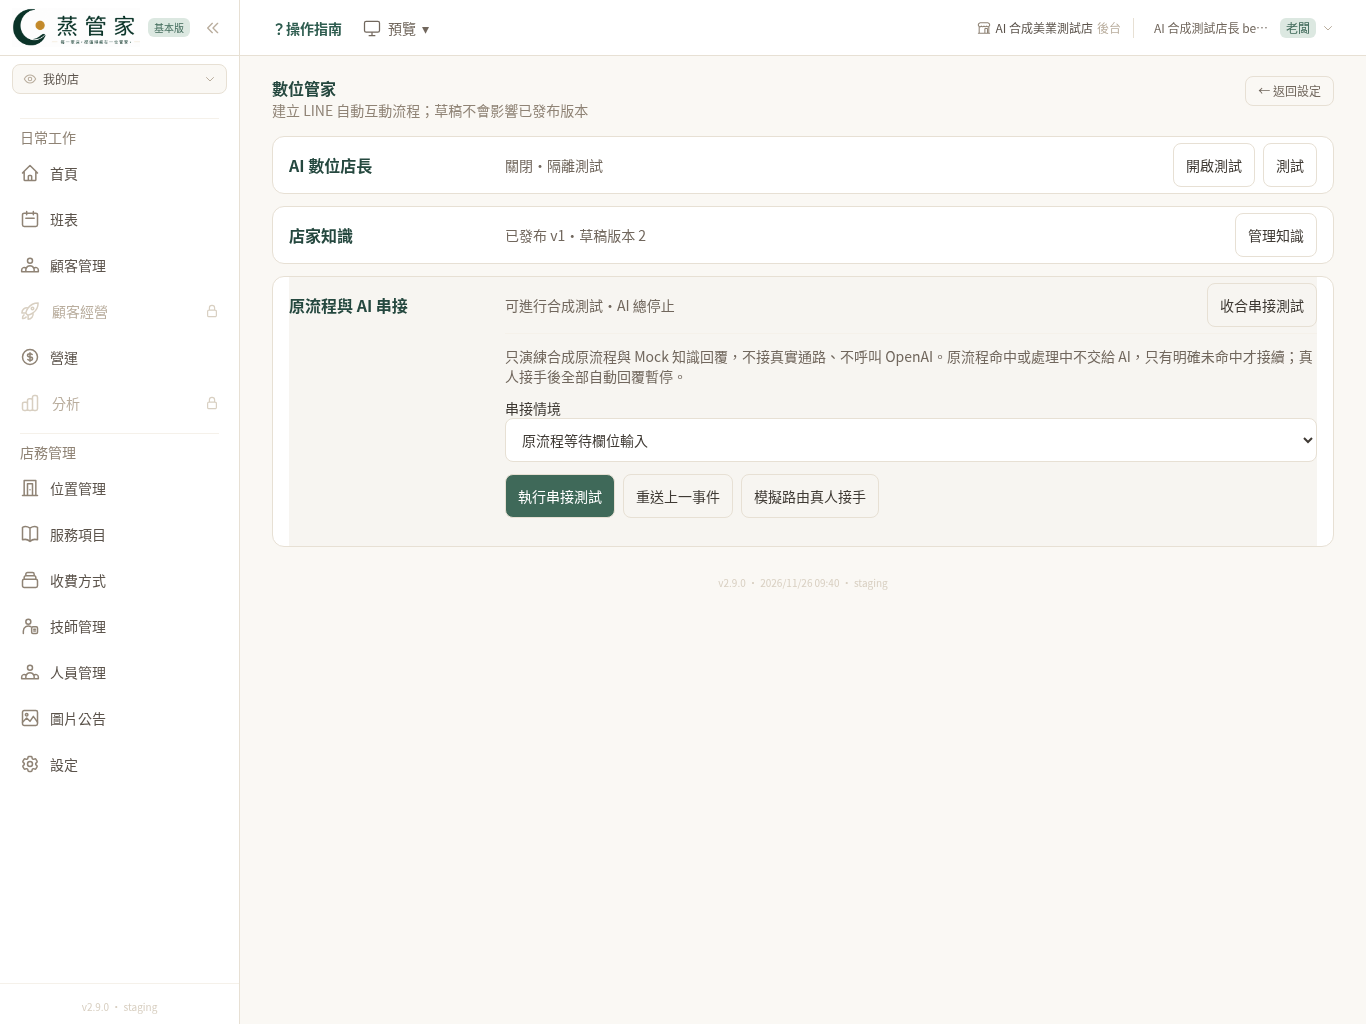 蒸管家
基本版
我的店
日常工作
首頁
班表
顧客管理
顧客經營
營運
分析
店務管理
位置管理
服務項目
收費方式
技師管理
人員管理
圖片公告
設定
v2.9.0 · staging
？操作指南
預覽 ▾
AI 合成美業測試店 後台
AI 合成測試店長 be…
老闆
數位管家
建立 LINE 自動互動流程；草稿不會影響已發布版本
← 返回設定
AI 數位店長
關閉・隔離測試
開啟測試
測試
店家知識
已發布 v1・草稿版本 2
管理知識
原流程與 AI 串接
可進行合成測試・AI 總停止
收合串接測試
只演練合成原流程與 Mock 知識回覆，不接真實通路、不呼叫 OpenAI。原流程命中或處理中不交給 AI，只有明確未命中才接續；真
人接手後全部自動回覆暫停。
串接情境
原流程等待欄位輸入
執行串接測試
重送上一事件
模擬路由真人接手
v2.9.0 · 2026/11/26 09:40 · staging